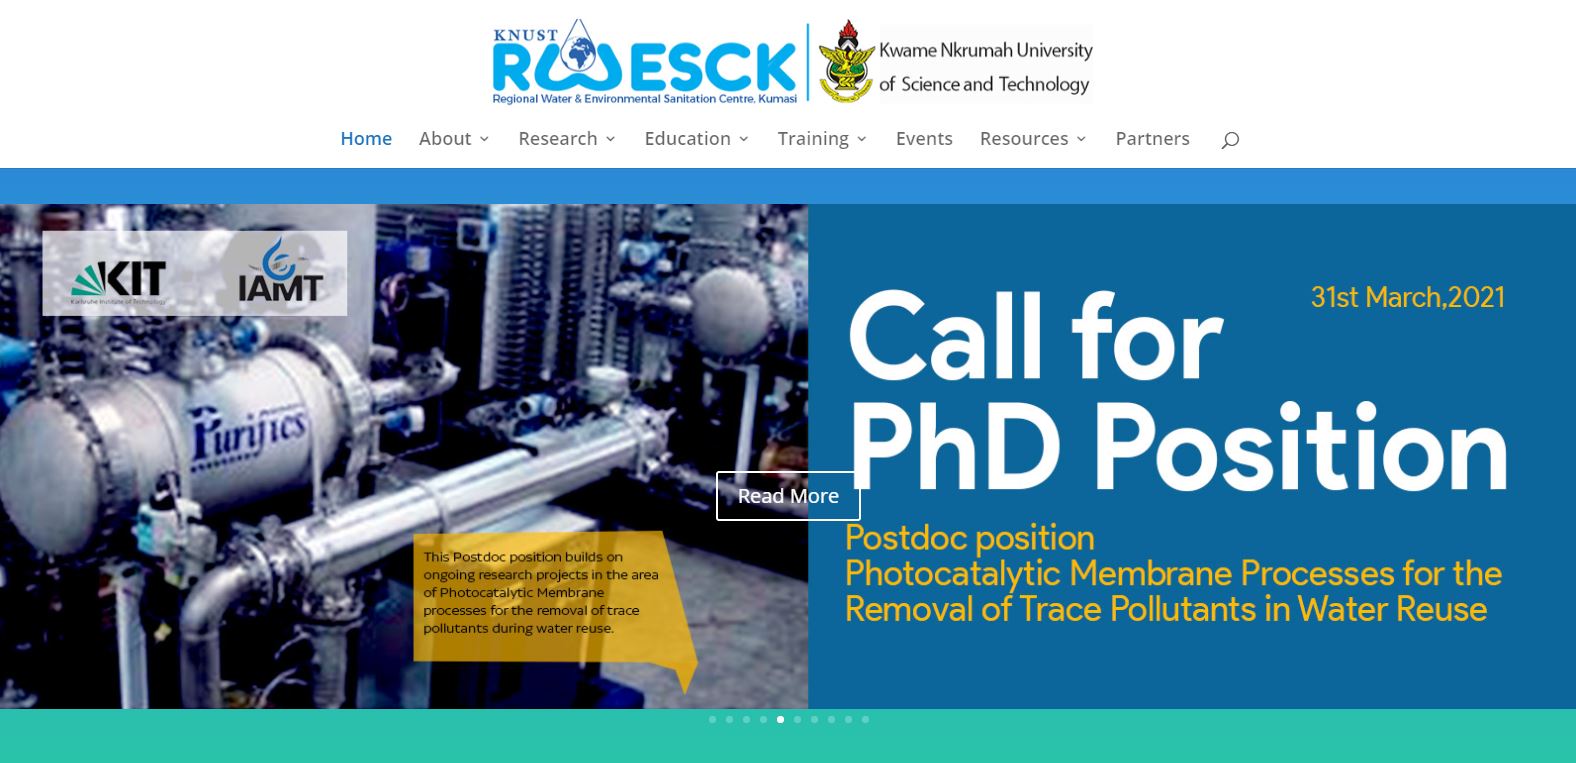 KNUST
RWESCK
Regional Water & Environmental Sanitation Centre, Kumasi
Kwame Nkrumah University
of Science and Technology
Home About Research Education Training Events Resources Partners
KIT
Karlsruhe Institute of Technology
IAMT
Purifics
31st March,2021
Call for
PhD Position
Read More
Postdoc position
Photocatalytic Membrane Processes for the
Removal of Trace Pollutants in Water Reuse
This Postdoc position builds on
ongoing research projects in the area
of Photocatalytic Membrane
processes for the removal of trace
pollutants during water reuse.